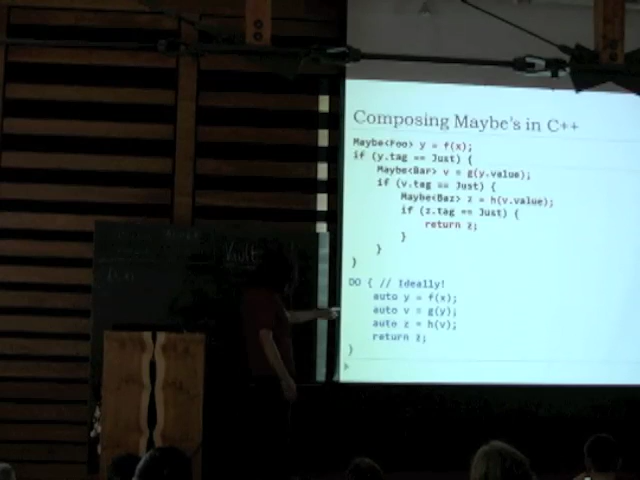 Composing Maybe's in C++
Maybe<Foo> y = f(x);
if (y.tag == Just) {
Maybe<Bar> v = g(y.value);
if (v.tag == Just) {
Maybe<Baz> z = h(v.value);
if (z.tag == Just) {
return z;
}
}
}
DO { // Ideally!
auto y = f(x);
auto v = g(y);
auto z = h(v);
return z;
}